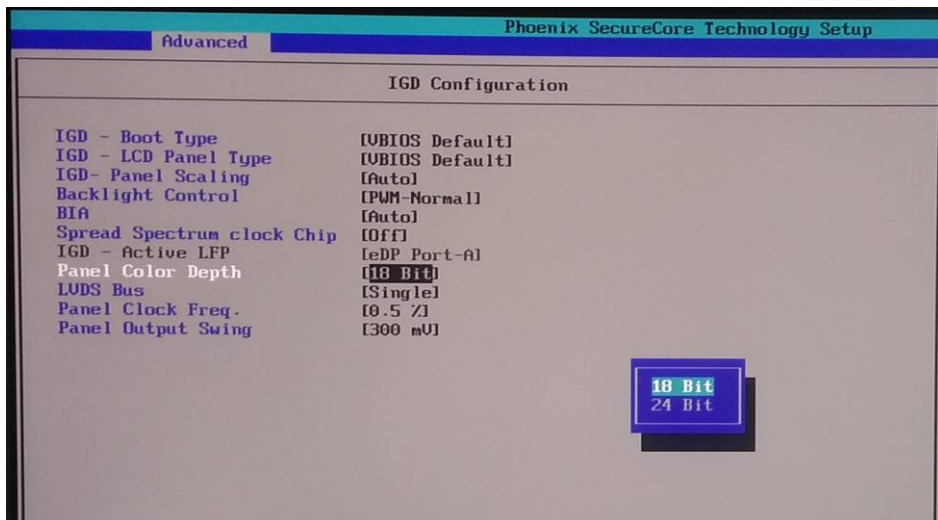 Phoenix SecureCore Technology Setup
Advanced
IGD Configuration
IGD - Boot Type [VBIOS Default]
IGD - LCD Panel Type [VBIOS Default]
IGD- Panel Scaling [Auto]
Backlight Control [PWM-Normal]
BIA [Auto]
Spread Spectrum clock Chip [Off]
IGD - Active LFP [eDP Port-A]
Panel Color Depth [18 Bit]
LVDS Bus [Single]
Panel Clock Freq. [0.5 %]
Panel Output Swing [300 mV]
18 Bit
24 Bit